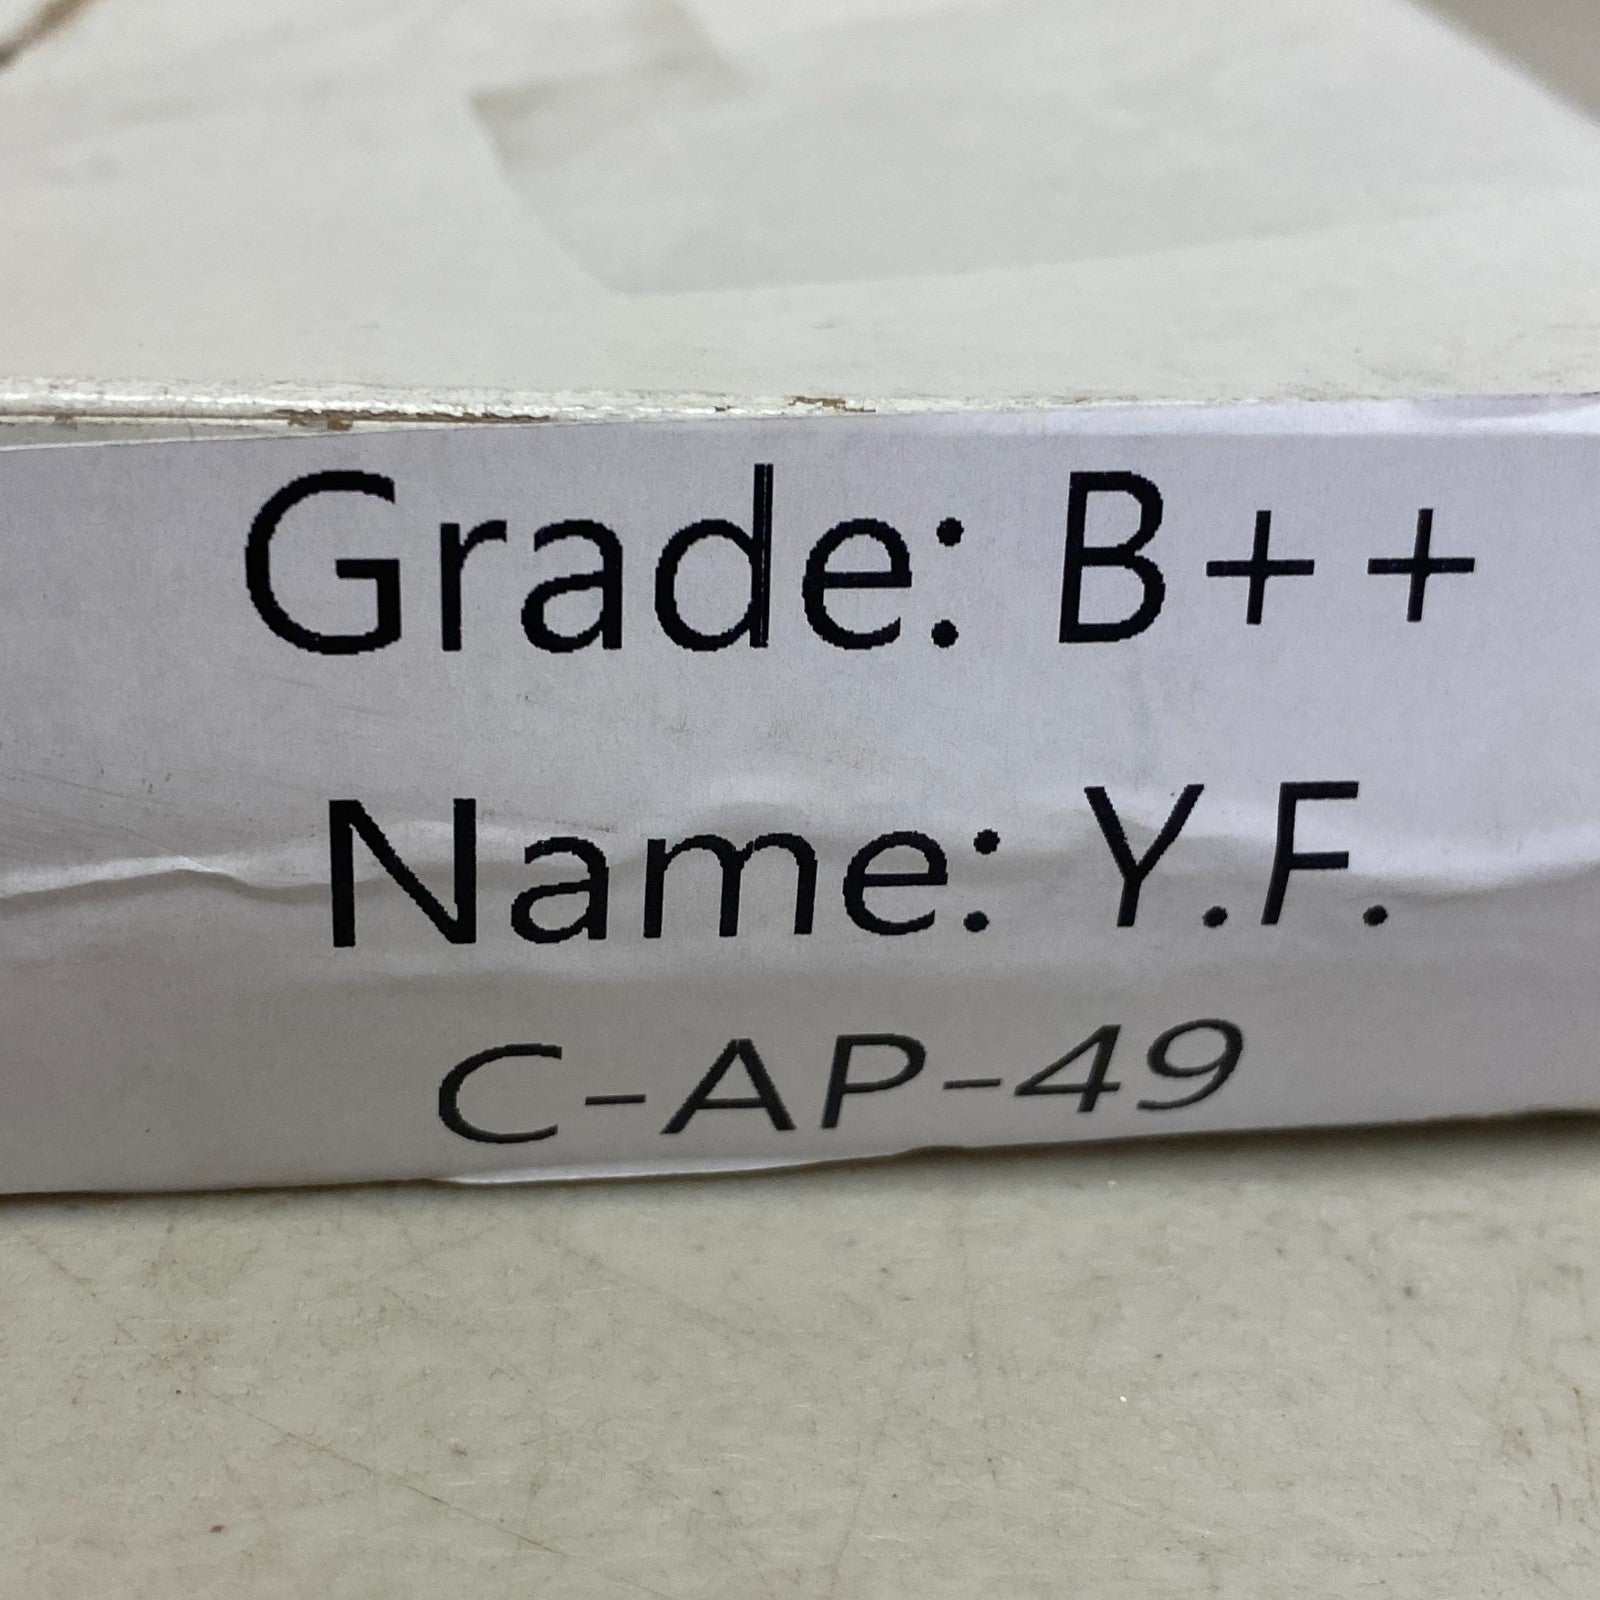 Grade: B++
Name: Y.F.
C-AP-49